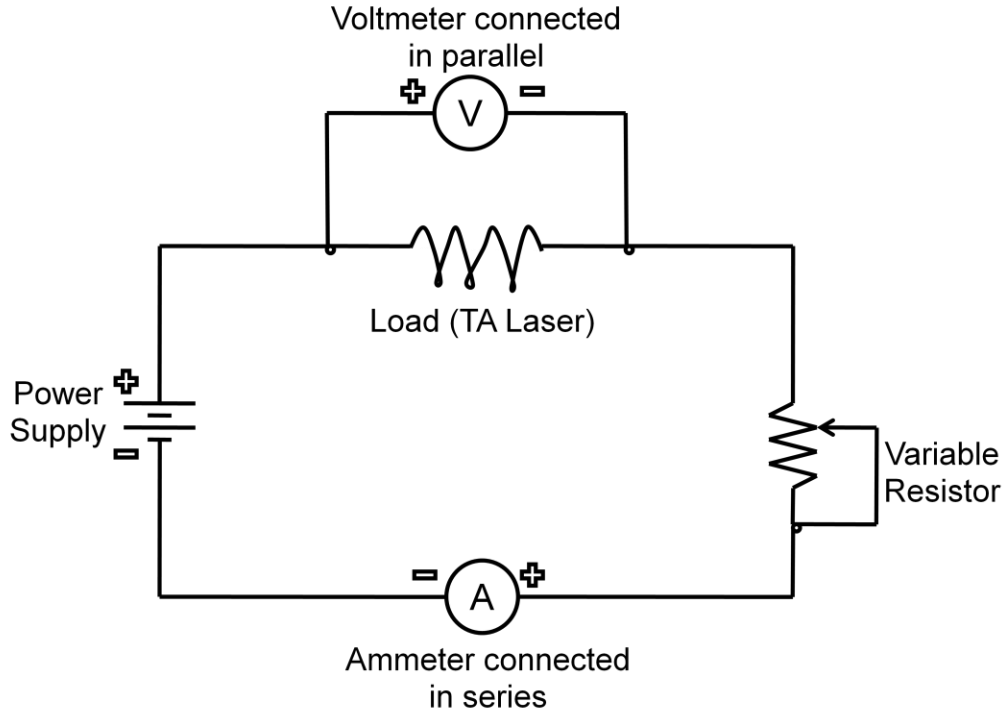 Voltmeter connected
in parallel
+ V -
Load (TA Laser)
+
Power
Supply
-
Variable
Resistor
- A +
Ammeter connected
in series